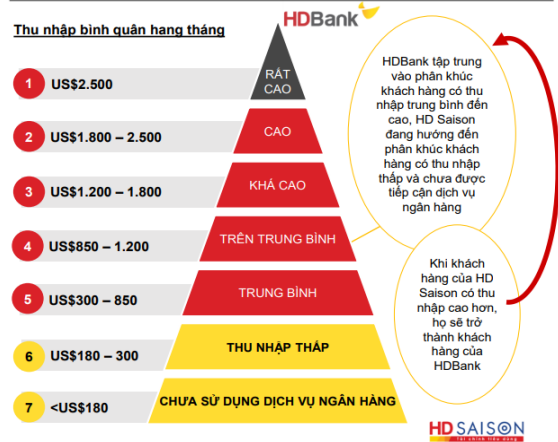 Thu nhập bình quân hang tháng
HDBank
1 US$2.500 RẤT CAO
2 US$1.800 – 2.500 CAO
3 US$1.200 – 1.800 KHÁ CAO
4 US$850 – 1.200 TRÊN TRUNG BÌNH
5 US$300 – 850 TRUNG BÌNH
6 US$180 – 300 THU NHẬP THẤP
7 <US$180 CHƯA SỬ DỤNG DỊCH VỤ NGÂN HÀNG
HDBank tập trung
vào phân khúc
khách hàng có thu
nhập trung bình đến
cao, HD Saison
đang hướng đến
phân khúc khách
hàng có thu nhập
thấp và chưa được
tiếp cận dịch vụ
ngân hàng
Khi khách
hàng của HD
Saison có thu
nhập cao hơn,
họ sẽ trở
thành khách
hàng của
HDBank
HD SAISON
Tài chính tiêu dùng